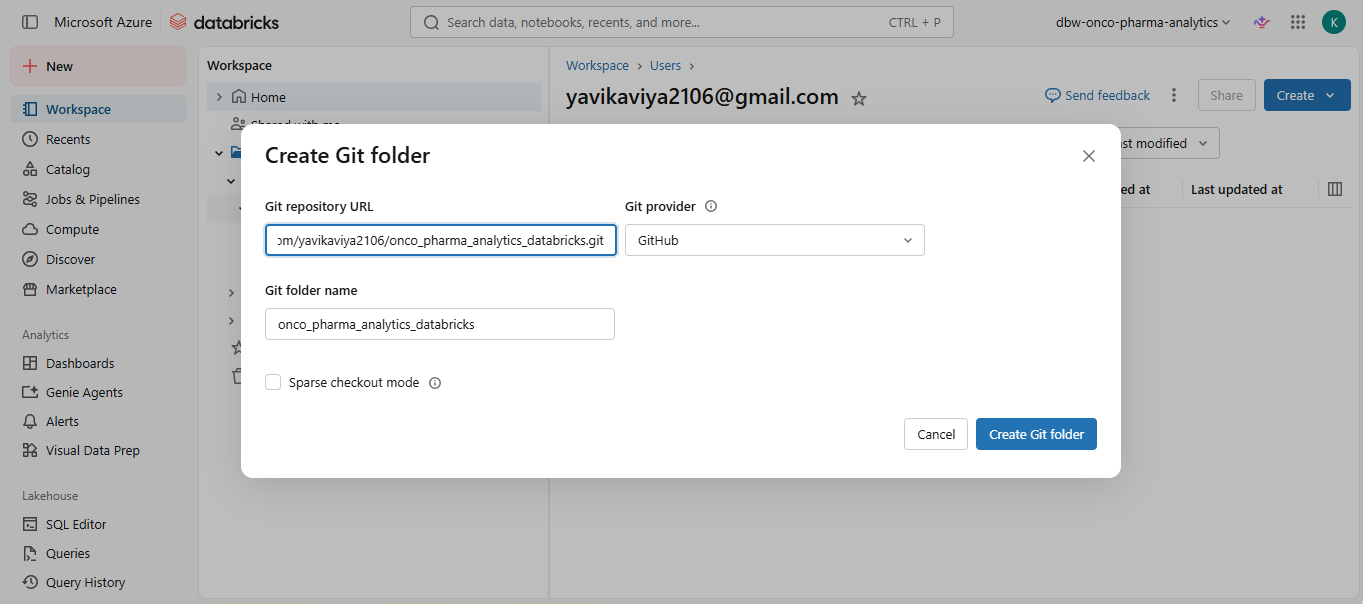 Microsoft Azure
databricks
Search data, notebooks, recents, and more...
CTRL + P
dbw-onco-pharma-analytics
K
New
Workspace
Recents
Catalog
Jobs & Pipelines
Compute
Discover
Marketplace
Analytics
Dashboards
Genie Agents
Alerts
Visual Data Prep
Lakehouse
SQL Editor
Queries
Query History
Workspace
Home
Shared with me
Workspace > Users >
yavikaviya2106@gmail.com
Send feedback
Share
Create
st modified
ed at
Last updated at
Create Git folder
Git repository URL
Git provider
om/yavikaviya2106/onco_pharma_analytics_databricks.git
GitHub
Git folder name
onco_pharma_analytics_databricks
Sparse checkout mode
Cancel
Create Git folder